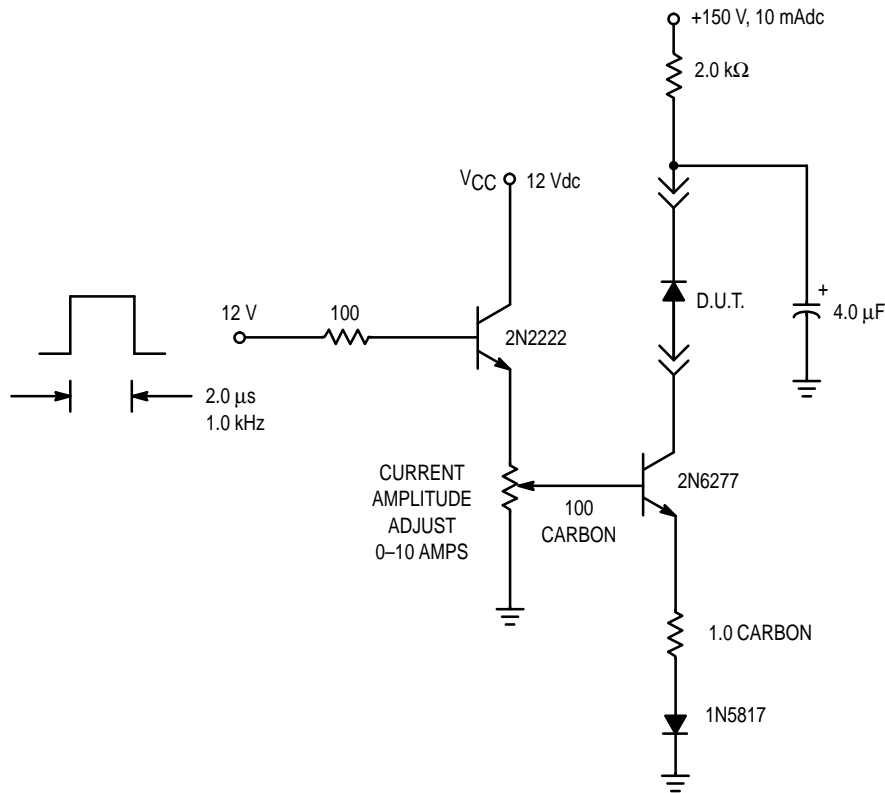 +150 V, 10 mAdc
2.0 kΩ
VCC 12 Vdc
D.U.T.
+
4.0 μF
12 V
100
2N2222
2.0 μs
1.0 kHz
CURRENT
AMPLITUDE
ADJUST
0–10 AMPS
100
CARBON
2N6277
1.0 CARBON
1N5817